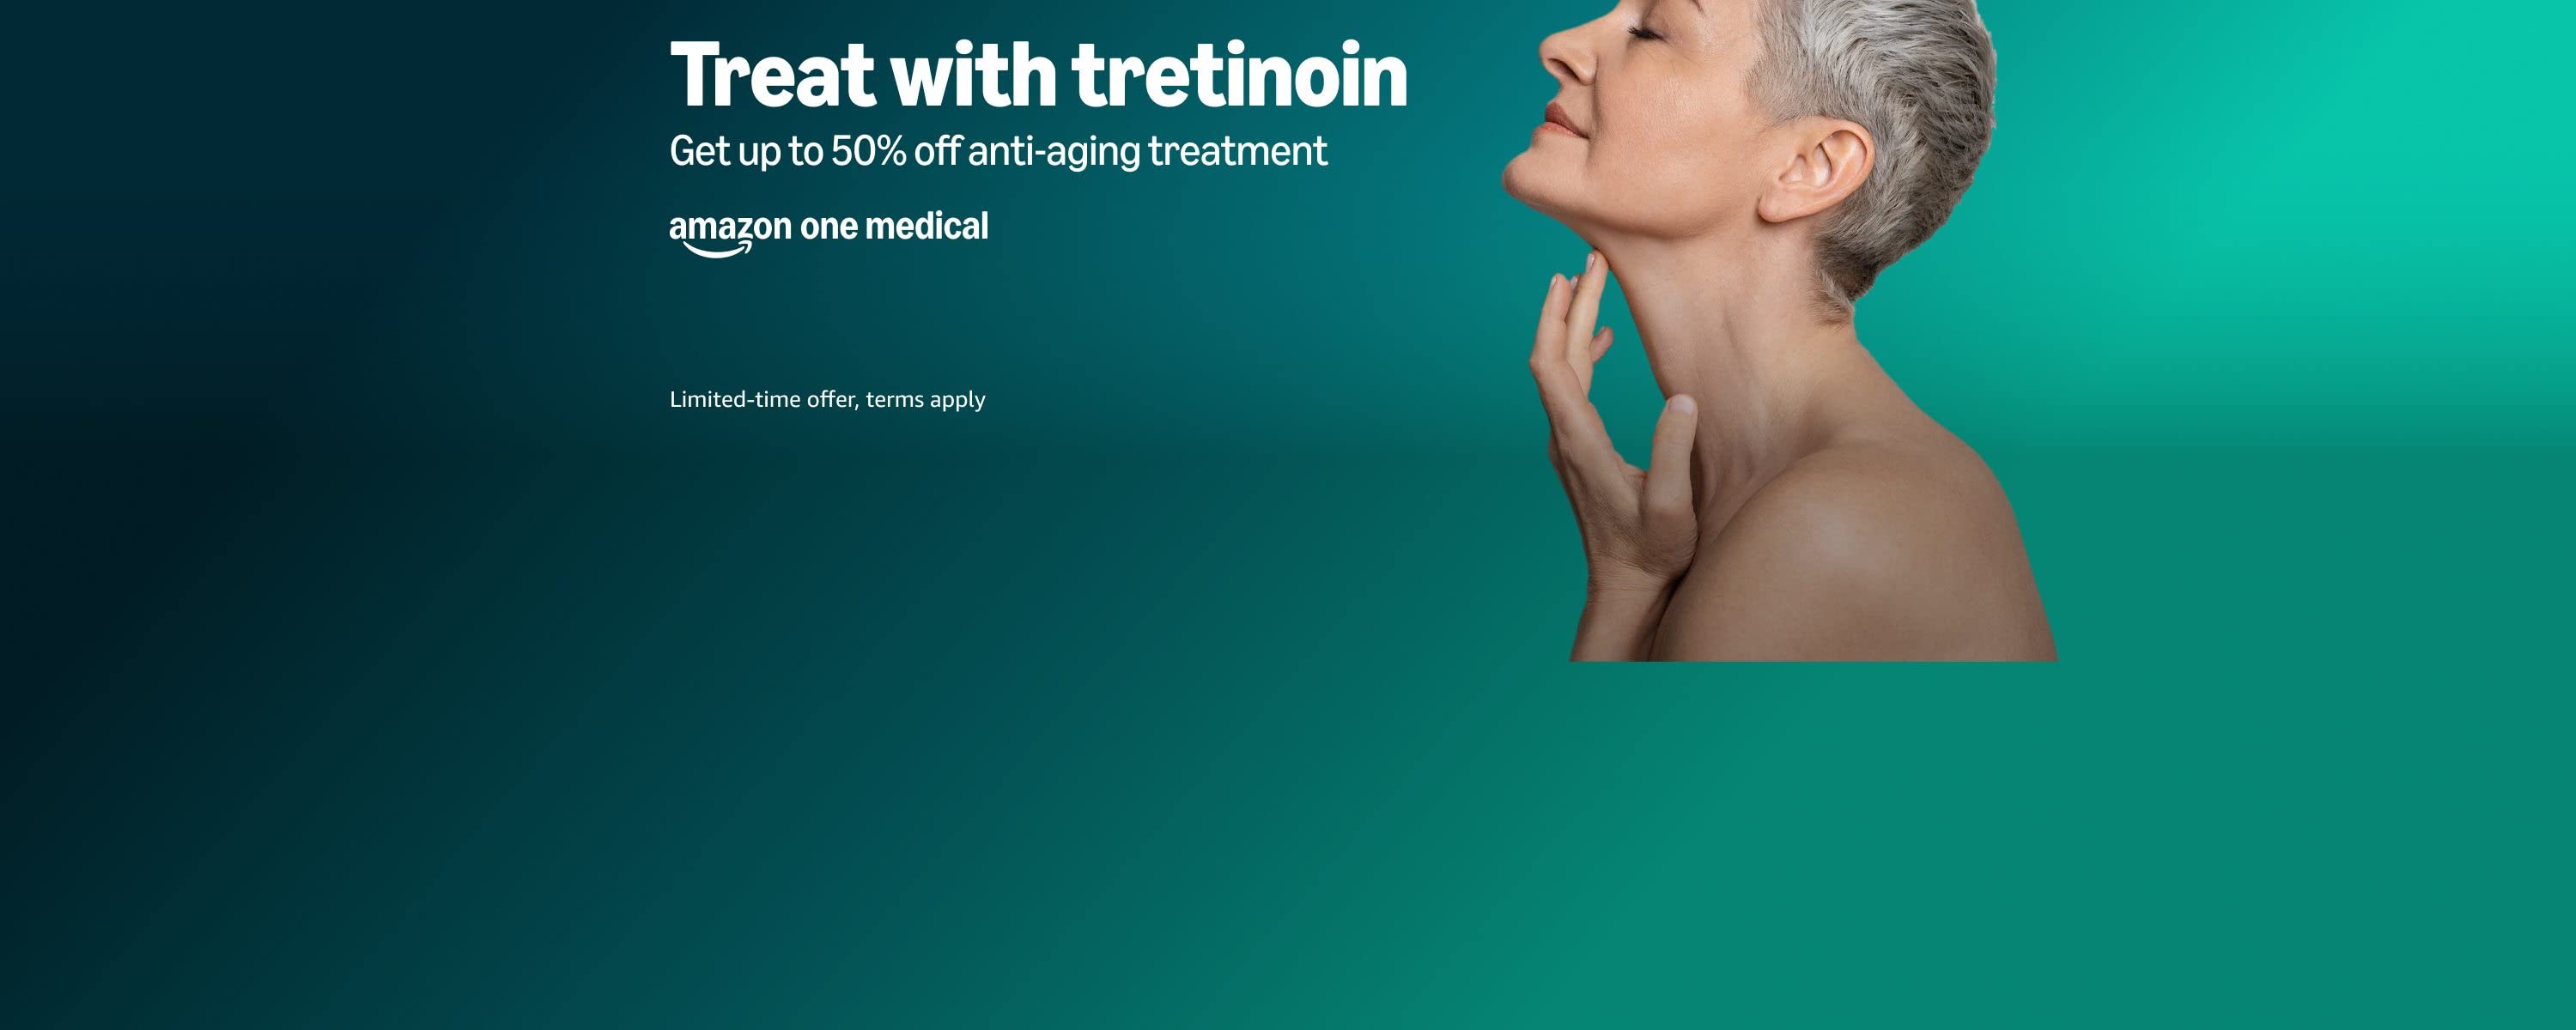 Treat with tretinoin
Get up to 50% off anti-aging treatment
amazon one medical
Limited-time offer, terms apply